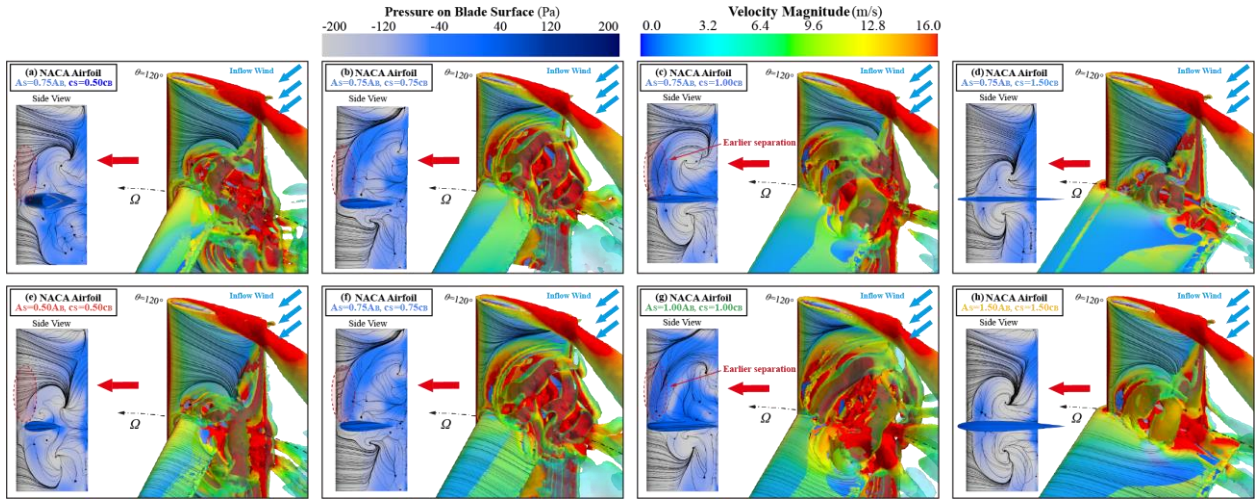 Pressure on Blade Surface (Pa)
-200 -120 -40 40 120 200
Velocity Magnitude (m/s)
0.0 3.2 6.4 9.6 12.8 16.0
(a) NACA Airfoil
AS=0.75AB, cS=0.50cB
Side View
θ=120°
Inflow Wind
Ω
(b) NACA Airfoil
AS=0.75AB, cS=0.75cB
Side View
θ=120°
Inflow Wind
Ω
(c) NACA Airfoil
AS=0.75AB, cS=1.00cB
Side View
θ=120°
Inflow Wind
Earlier separation
Ω
(d) NACA Airfoil
AS=0.75AB, cS=1.50cB
Side View
θ=120°
Inflow Wind
Ω
(e) NACA Airfoil
AS=0.50AB, cS=0.50cB
Side View
θ=120°
Inflow Wind
Ω
(f) NACA Airfoil
AS=0.75AB, cS=0.75cB
Side View
θ=120°
Inflow Wind
Ω
(g) NACA Airfoil
AS=1.00AB, cS=1.00cB
Side View
θ=120°
Inflow Wind
Earlier separation
Ω
(h) NACA Airfoil
AS=1.50AB, cS=1.50cB
Side View
θ=120°
Inflow Wind
Ω